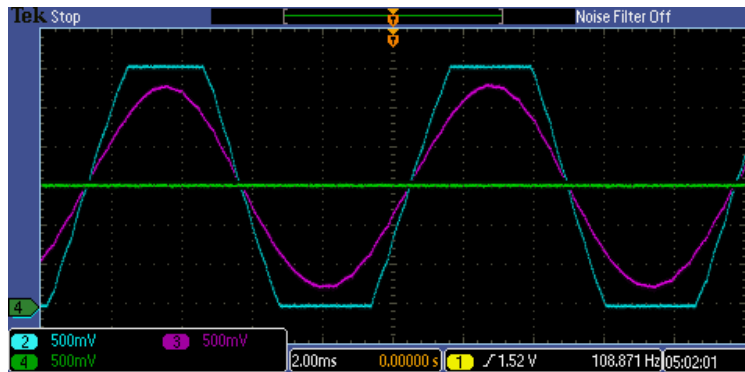 Tek Stop Noise Filter Off
T
T
4
2 500mV 3 500mV
4 500mV
2.00ms 0.00000 s 1 1.52 V 108.871 Hz 05:02:01